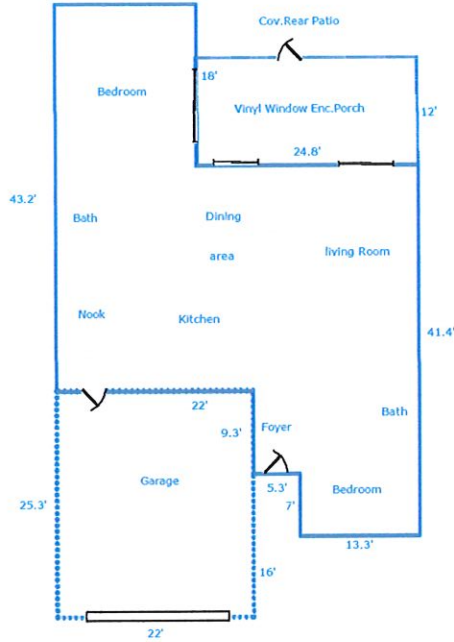 Cov.Rear Patio
18'
Bedroom
Vinyl Window Enc.Porch
12'
24.8'
43.2'
Bath
Dining
area
living Room
Nook
Kitchen
41.4'
22'
Bath
9.3'
Foyer
Garage
5.3'
Bedroom
25.3'
7'
13.3'
16'
22'